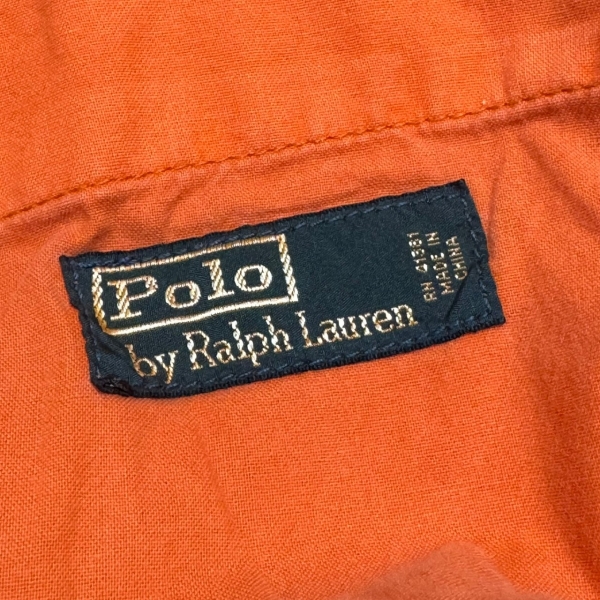 Polo
by Ralph Lauren
RN 41381
MADE IN
CHINA